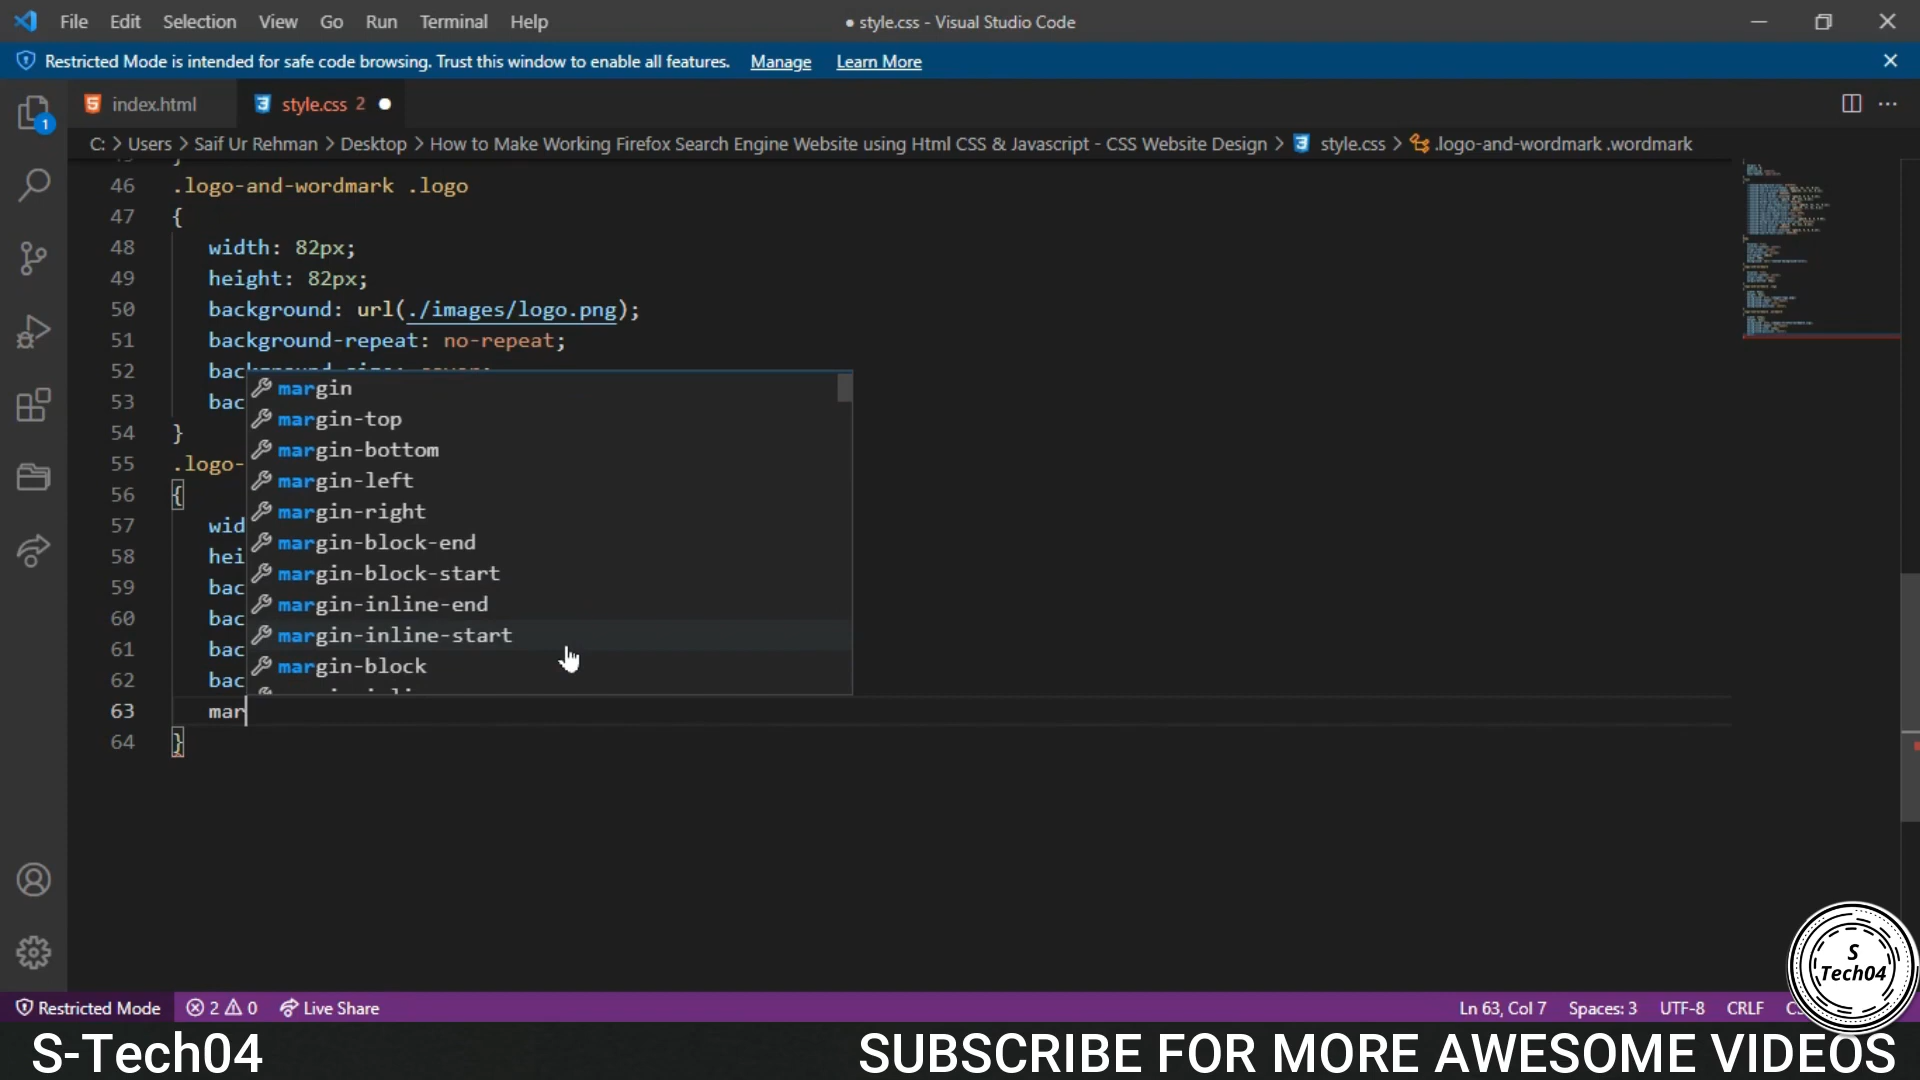 File Edit Selection View Go Run Terminal Help ● style.css - Visual Studio Code
Restricted Mode is intended for safe code browsing. Trust this window to enable all features. Manage Learn More
1
index.html style.css 2 ●
C: > Users > Saif Ur Rehman > Desktop > How to Make Working Firefox Search Engine Website using Html CSS & Javascript - CSS Website Design > style.css > .logo-and-wordmark .wordmark
46 .logo-and-wordmark .logo
47 {
48 width: 82px;
49 height: 82px;
50 background: url(./images/logo.png);
51 background-repeat: no-repeat;
52 bac
margin
53 bac
margin-top
54 }
margin-bottom
55 .logo-
margin-left
56 {
margin-right
57 wid
margin-block-end
58 hei
margin-block-start
59 bac
margin-inline-end
60 bac
margin-inline-start
61 bac
margin-block
62 bac
63 mar
64 }
Restricted Mode 2 0 Live Share Ln 63, Col 7 Spaces: 3 UTF-8 CRLF
S
Tech04
S-Tech04 SUBSCRIBE FOR MORE AWESOME VIDEOS